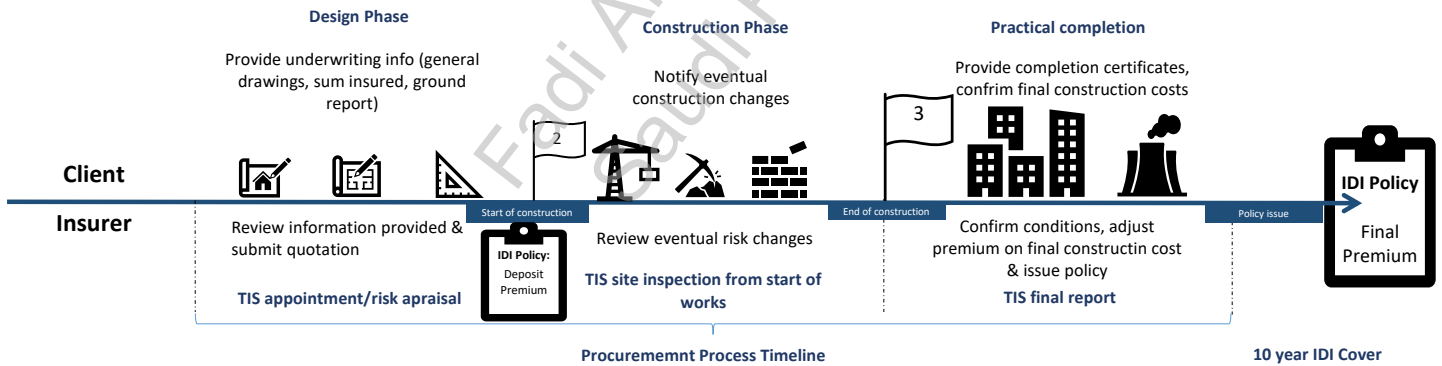 Design Phase
Construction Phase
Practical completion
Provide underwriting info (general
drawings, sum insured, ground
report)
Notify eventual
construction changes
Provide completion certificates,
confrim final construction costs
2
3
Client
Insurer
Start of construction
End of construction
Policy issue
IDI Policy
Final
Premium
Review information provided &
submit quotation
IDI Policy:
Deposit
Premium
Review eventual risk changes
Confirm conditions, adjust
premium on final constructin cost
& issue policy
TIS appointment/risk apraisal
TIS site inspection from start of
works
TIS final report
Procurememnt Process Timeline
10 year IDI Cover
Fadi
Saudi